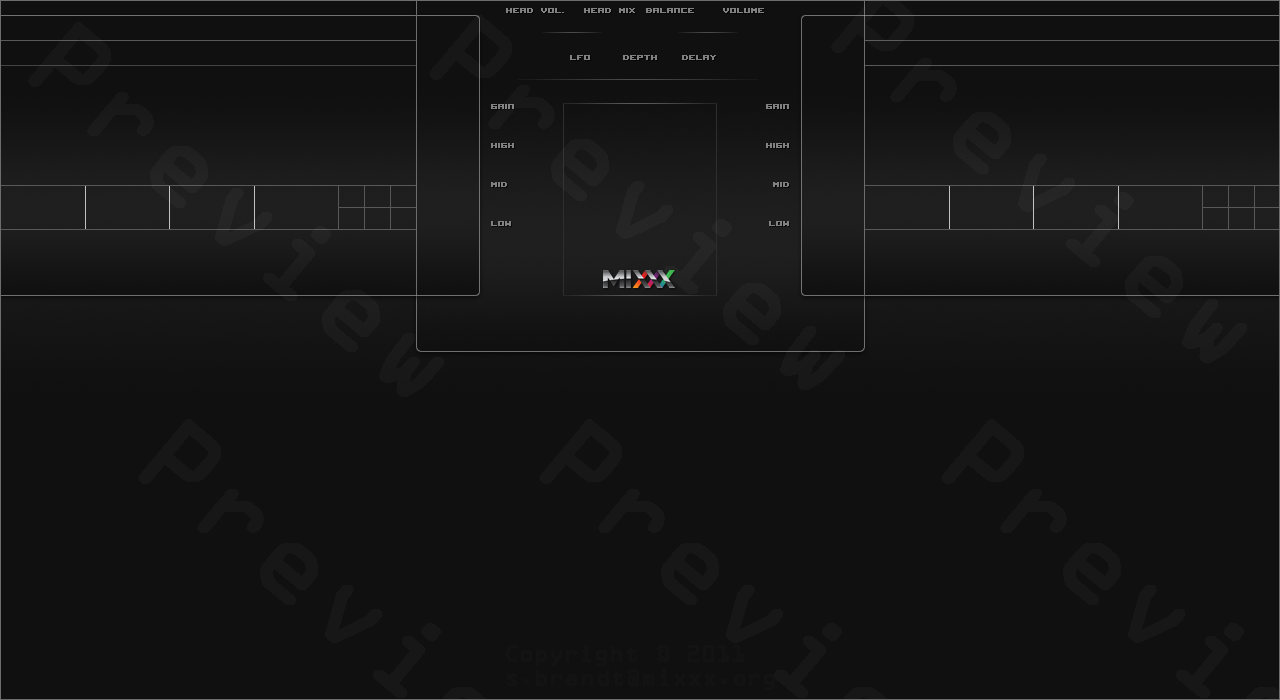 HEAD VOL. HEAD MIX BALANCE VOLUME
LFO DEPTH DELAY
GAIN GAIN
HIGH HIGH
MID MID
LOW LOW
MIXXX
Preview
Preview
Preview
Preview
Preview
Preview
Copyright © 2011
s.brandt@mixxx.org